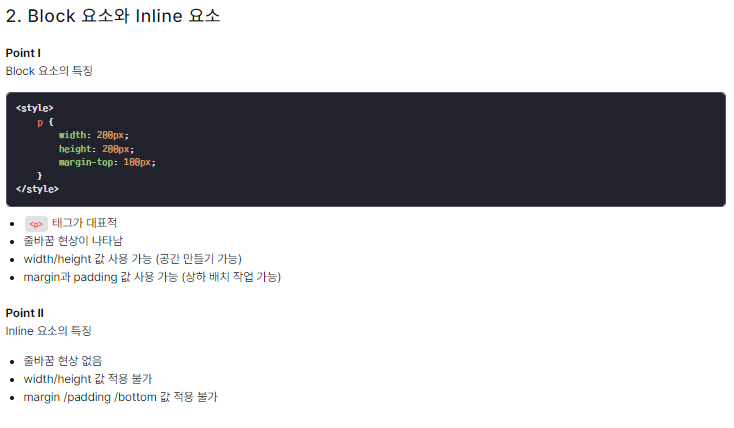 2. Block 요소와 Inline 요소
Point I
Block 요소의 특징
<style>
p {
width: 200px;
height: 200px;
margin-top: 100px;
}
</style>
<p> 태그가 대표적
줄바꿈 현상이 나타남
width/height 값 사용 가능 (공간 만들기 가능)
margin과 padding 값 사용 가능 (상하 배치 작업 가능)
Point II
Inline 요소의 특징
줄바꿈 현상 없음
width/height 값 적용 불가
margin /padding /bottom 값 적용 불가